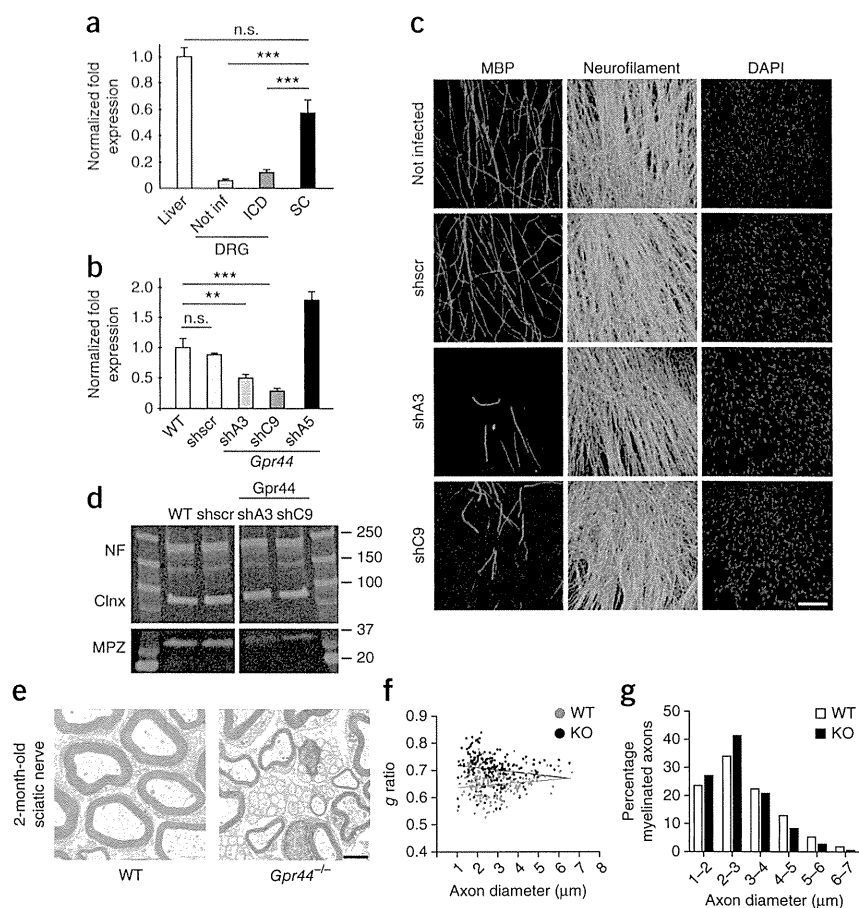 a
n.s.
***
***
Normalized fold expression
1.0
0.8
0.6
0.4
0.2
0
Liver
Not inf
ICD
SC
DRG
b
***
**
n.s.
Normalized fold expression
2.0
1.5
1.0
0.5
0
WT
shscr
shA3
shC9
shA5
Gpr44
c
MBP Neurofilament DAPI
Not infected
shscr
shA3
shC9
d
Gpr44
WT shscr shA3 shC9
NF
Clnx
MPZ
250
150
100
37
20
e
2-month-old sciatic nerve
WT
Gpr44–/–
f
WT
KO
g ratio
0.9
0.8
0.7
0.6
0.5
0.4
1 2 3 4 5 6 7 8
Axon diameter (μm)
g
WT
KO
Percentage myelinated axons
50
40
30
20
10
0
1–2
2–3
3–4
4–5
5–6
6–7
Axon diameter (μm)